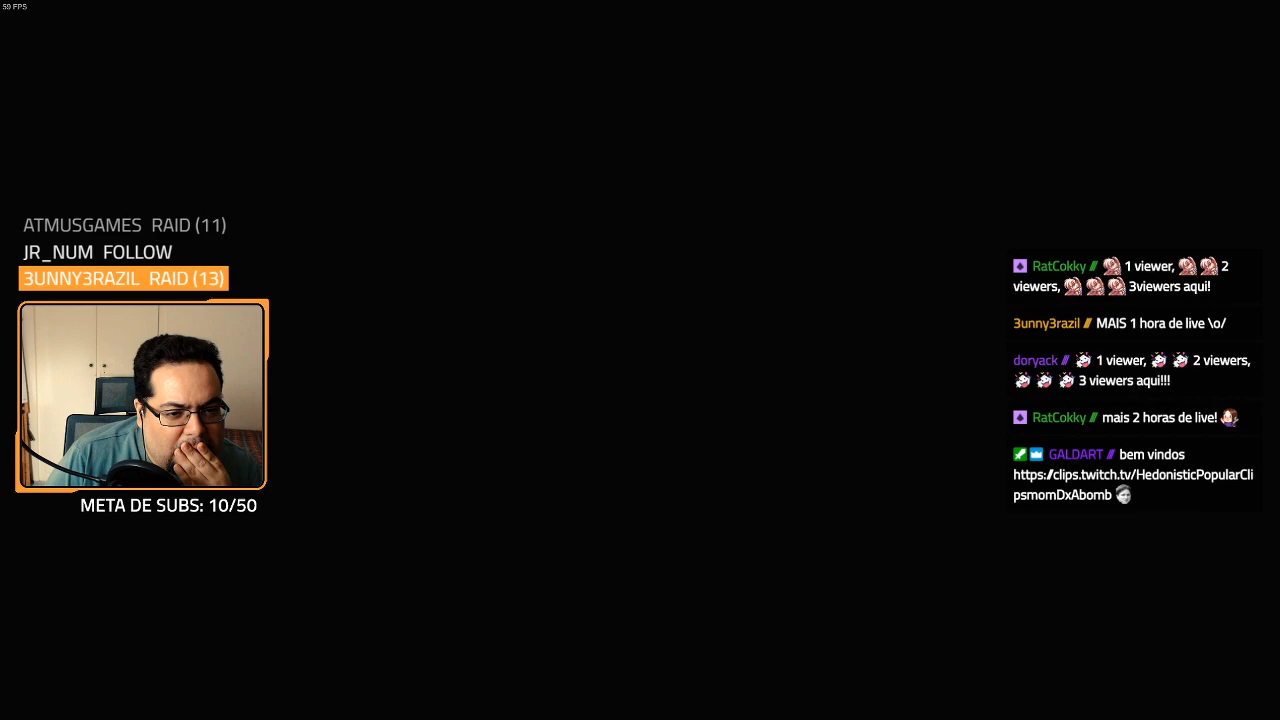 59 FPS
ATMUSGAMES RAID (11)
JR_NUM FOLLOW
3UNNY3RAZIL RAID (13)
META DE SUBS: 10/50
RatCokky // 1 viewer, 2
viewers, 3viewers aqui!
3unny3razil // MAIS 1 hora de live \o/
doryack // 1 viewer, 2 viewers,
3 viewers aqui!!!
RatCokky // mais 2 horas de live!
GALDART // bem vindos
https://clips.twitch.tv/HedonisticPopularCli
psmomDxAbomb